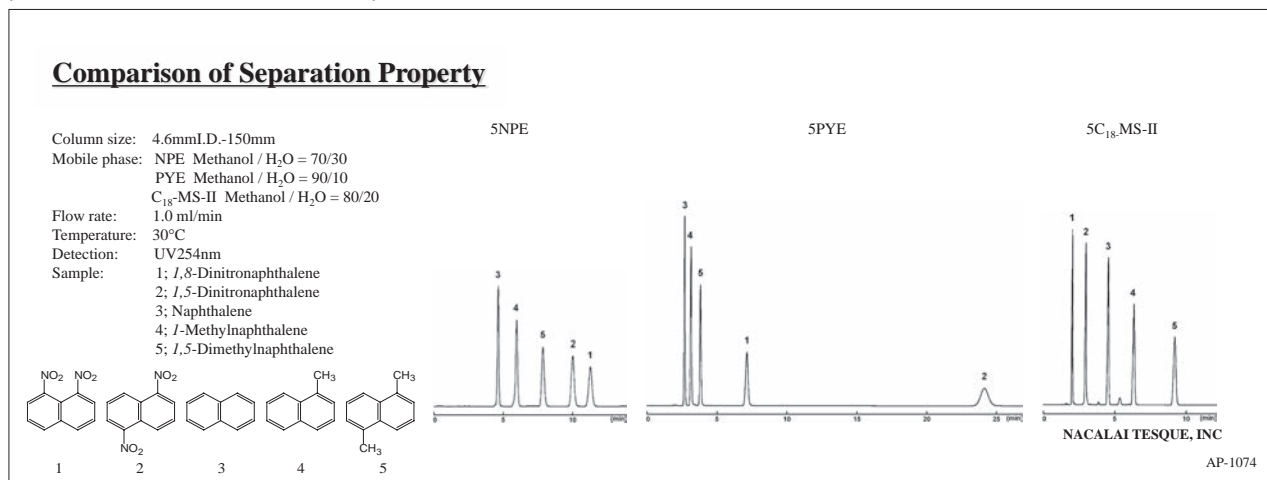 Comparison of Separation Property
Column size: 4.6mmI.D.-150mm
Mobile phase: NPE Methanol / H₂O = 70/30
PYE Methanol / H₂O = 90/10
C₁₈-MS-II Methanol / H₂O = 80/20
Flow rate: 1.0 ml/min
Temperature: 30°C
Detection: UV254nm
Sample: 1; 1,8-Dinitronaphthalene
2; 1,5-Dinitronaphthalene
3; Naphthalene
4; 1-Methylnaphthalene
5; 1,5-Dimethylnaphthalene
NO₂ NO₂
NO₂
NO₂
CH₃
CH₃
CH₃
1 2 3 4 5
5NPE
3
4
5
2
1
5 10 [min]
5PYE
3
4
5
1
2
0 5 10 15 20 25 [min]
5C₁₈-MS-II
1
2
3
4
5
0 5 10 [min]
NACALAI TESQUE, INC
AP-1074